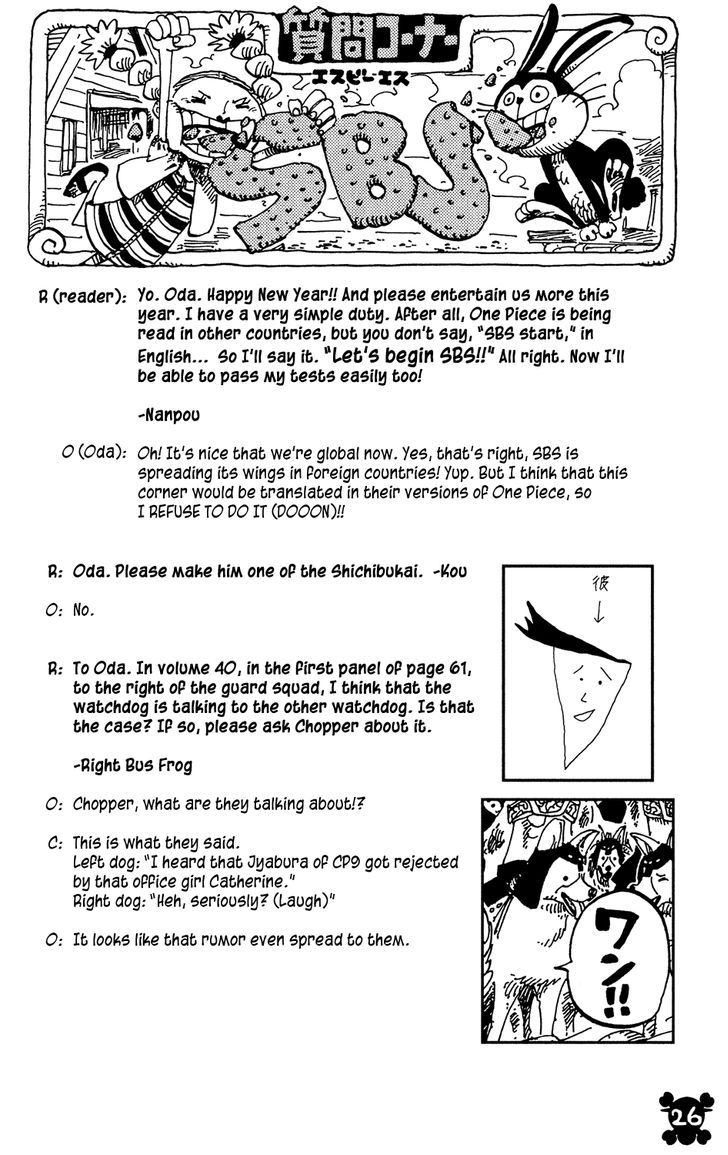 質問コーナー
エスピーエス
SBS
R (reader): Yo. Oda. Happy New Year!! And please entertain us more this
year. I have a very simple duty. After all, One Piece is being
read in other countries, but you don't say, "SBS start," in
English... So I'll say it. "Let's begin SBS!!" All right. Now I'll
be able to pass my tests easily too!
-Nanpou
O (Oda): Oh! It's nice that we're global now. Yes, that's right, SBS is
spreading its wings in foreign countries! Yup. But I think that this
corner would be translated in their versions of One Piece, so
I REFUSE TO DO IT (DOOON)!!
R: Oda. Please make him one of the Shichibukai. -Kou
O: No.
彼
R: To Oda. In volume 40, in the first panel of page 61,
to the right of the guard squad, I think that the
watchdog is talking to the other watchdog. Is that
the case? If so, please ask Chopper about it.
-Right Bus Frog
O: Chopper, what are they talking about!?
C: This is what they said.
Left dog: "I heard that Jyabura of CP9 got rejected
by that office girl Catherine."
Right dog: "Heh, seriously? (Laugh)"
O: It looks like that rumor even spread to them.
ワン!!
26